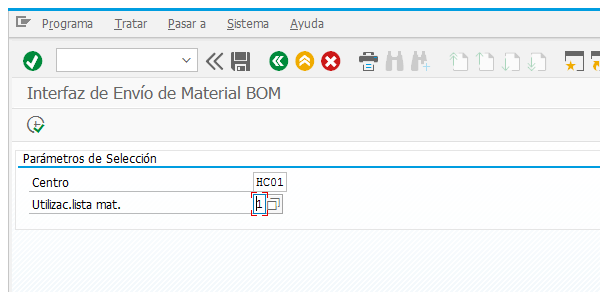 Programa Tratar Pasar a Sistema Ayuda
Interfaz de Envío de Material BOM
Parámetros de Selección
Centro HC01
Utilizac.lista mat. 1